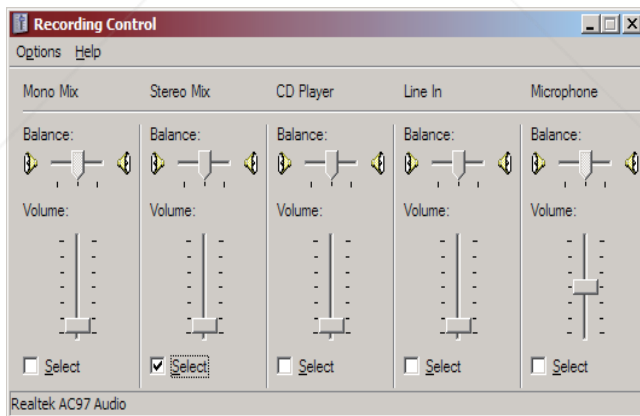 Recording Control
Options Help
Mono Mix Stereo Mix CD Player Line In Microphone
Balance: Balance: Balance: Balance: Balance:
Volume: Volume: Volume: Volume: Volume:
Select Select Select Select Select
Realtek AC97 Audio